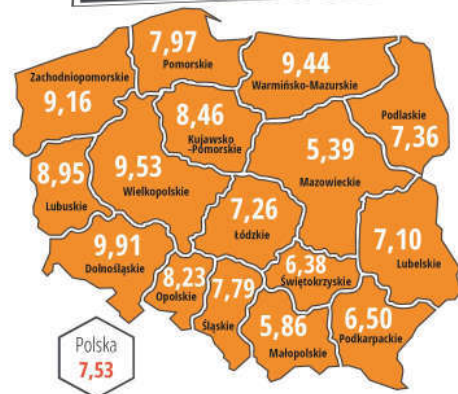 7,97
Pomorskie
9,44
Warmińsko-Mazurskie
Zachodniopomorskie
9,16
8,46
Kujawsko
-Pomorskie
Podlaskie
7,36
8,95
Lubuskie
9,53
Wielkopolskie
5,39
Mazowieckie
7,26
Łódzkie
7,10
Lubelskie
9,91
Dolnośląskie
8,23
Opolskie
7,79
Śląskie
6,38
Świętokrzyskie
5,86
Małopolskie
6,50
Podkarpackie
Polska
7,53